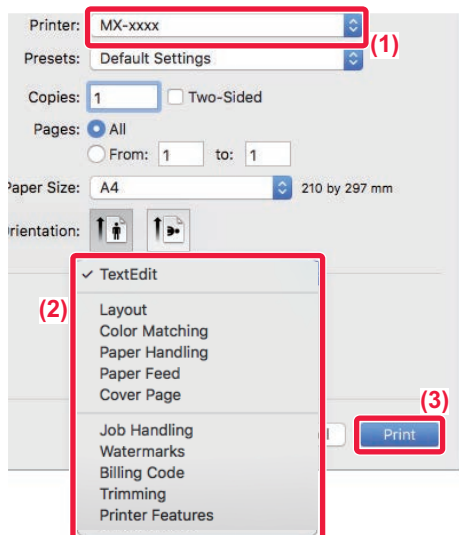 Printer: MX-xxxx
(1)
Presets: Default Settings
Copies: 1 Two-Sided
Pages: All
From: 1 to: 1
Paper Size: A4 210 by 297 mm
Orientation:
✓ TextEdit
(2)
Layout
Color Matching
Paper Handling
Paper Feed
Cover Page
(3)
Job Handling
Print
Watermarks
Billing Code
Trimming
Printer Features